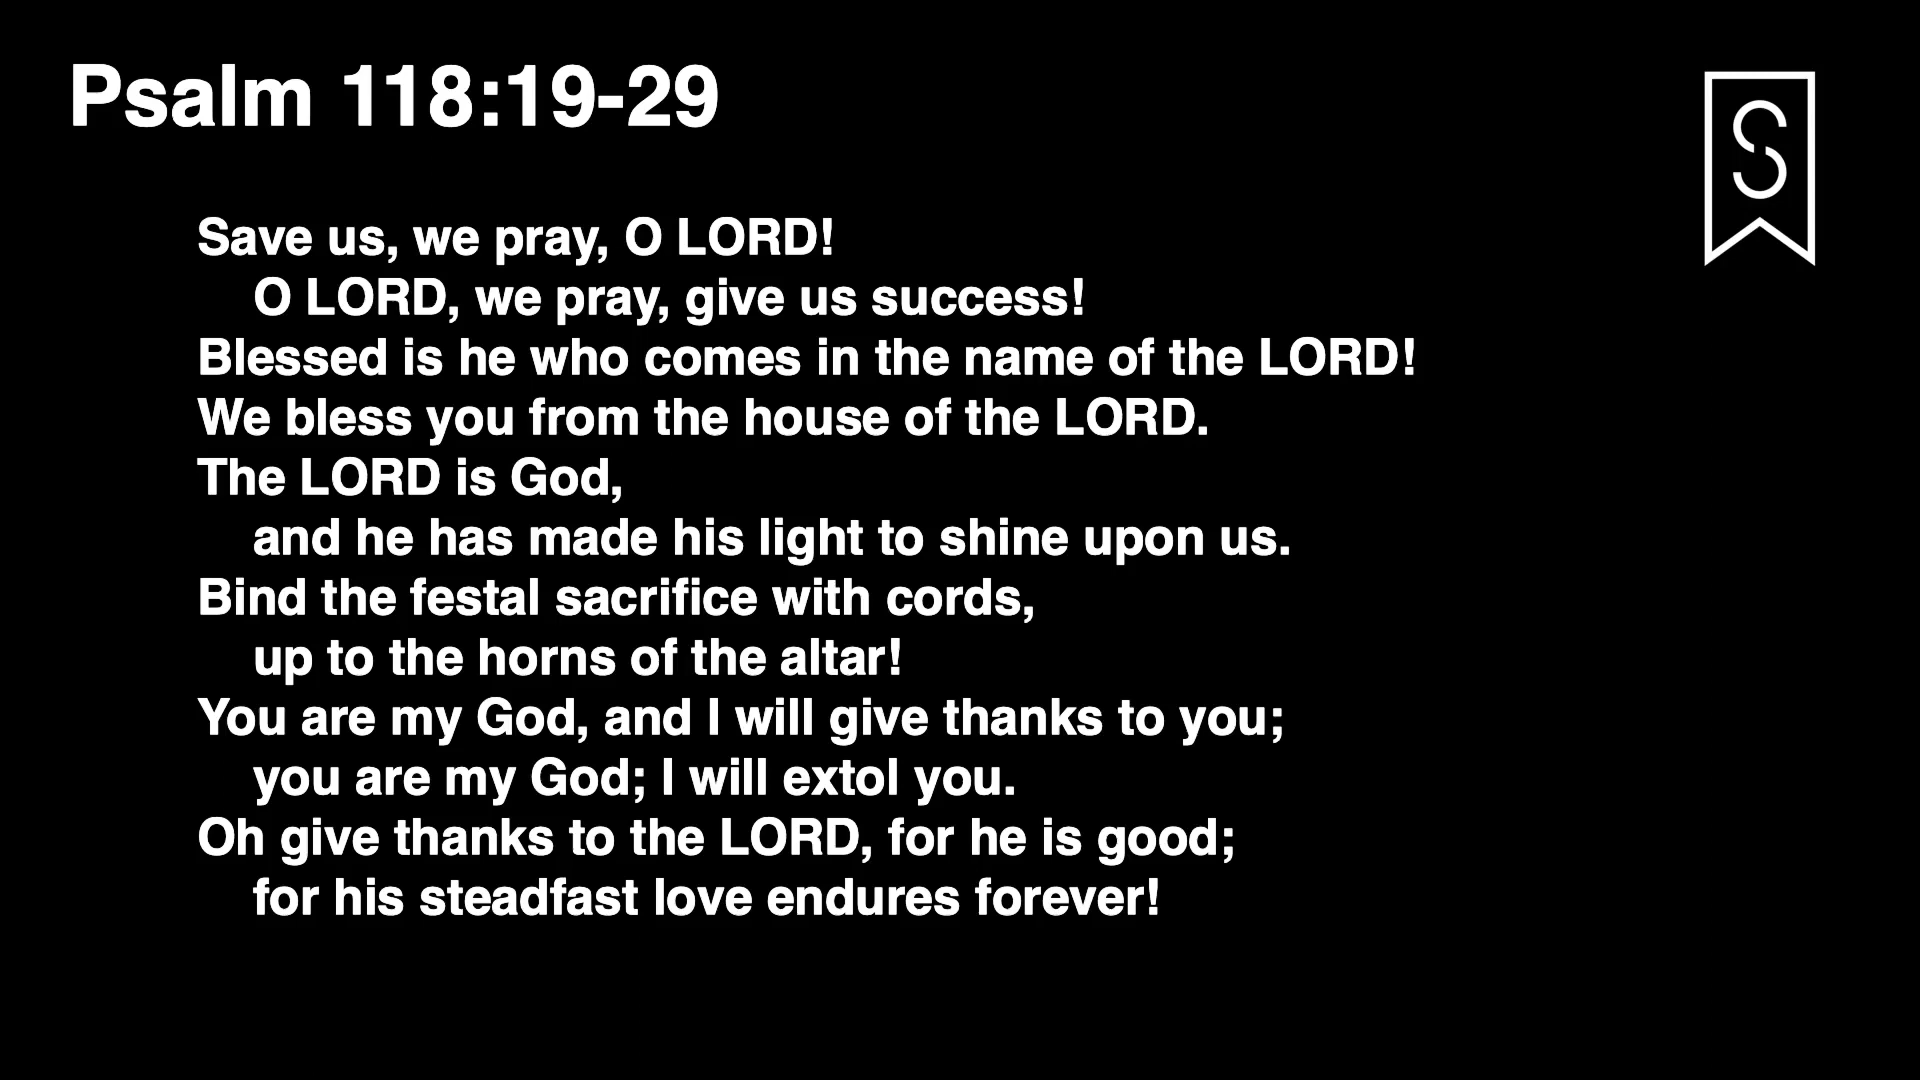 Psalm 118:19-29
S
Save us, we pray, O LORD!
O LORD, we pray, give us success!
Blessed is he who comes in the name of the LORD!
We bless you from the house of the LORD.
The LORD is God,
and he has made his light to shine upon us.
Bind the festal sacrifice with cords,
up to the horns of the altar!
You are my God, and I will give thanks to you;
you are my God; I will extol you.
Oh give thanks to the LORD, for he is good;
for his steadfast love endures forever!